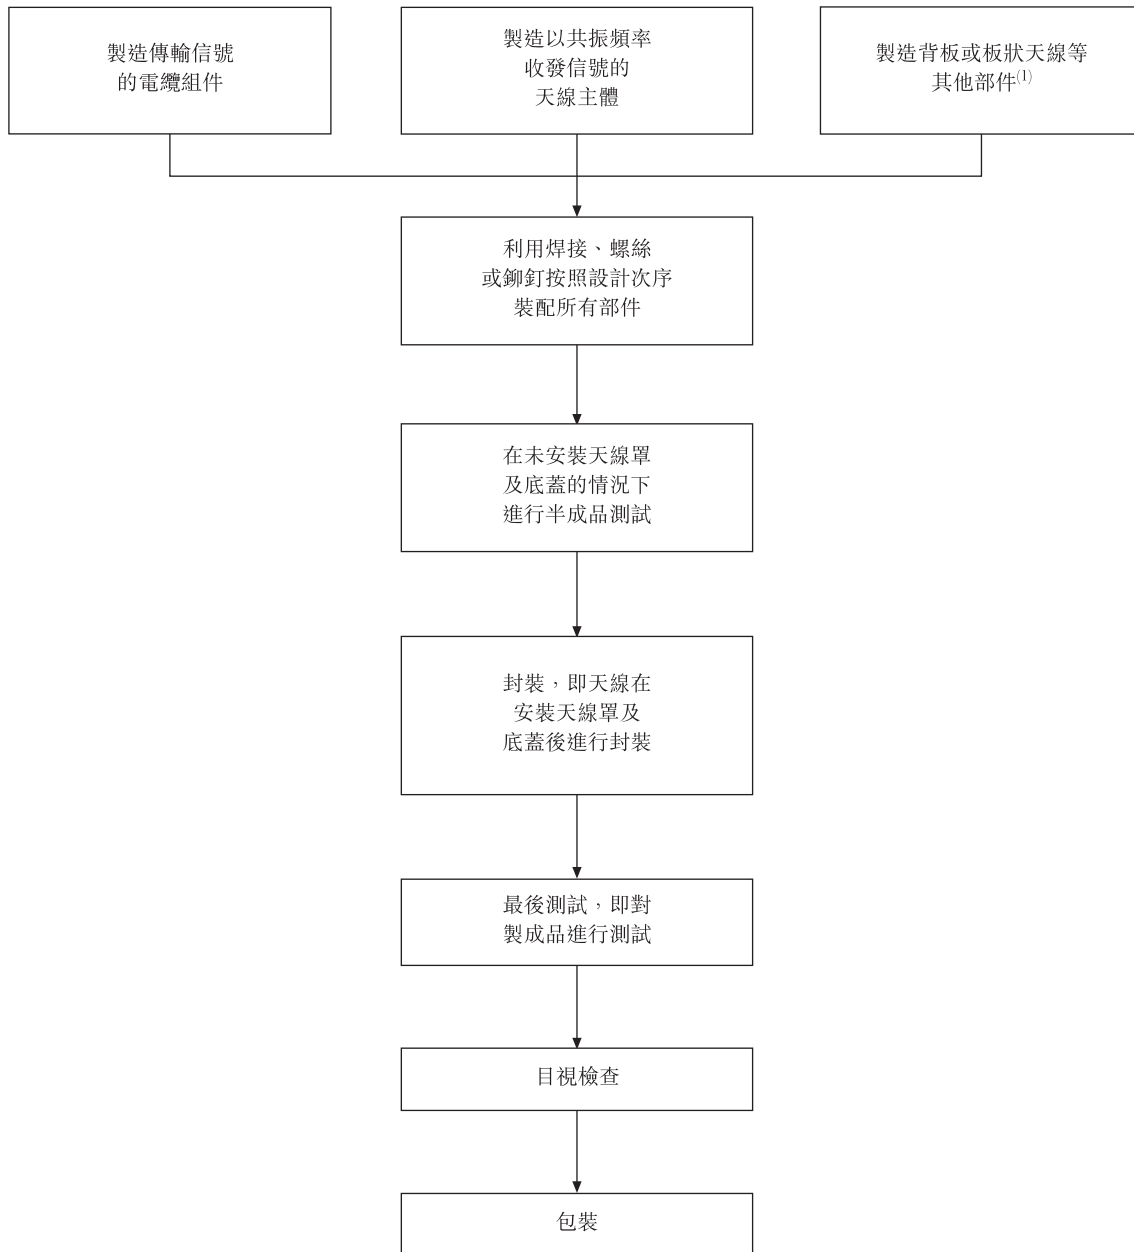 製造傳輸信號
的電纜組件
製造以共振頻率
收發信號的
天線主體
製造背板或板狀天線等
其他部件(1)
利用焊接、螺絲
或鉚釘按照設計次序
裝配所有部件
在未安裝天線罩
及底蓋的情況下
進行半成品測試
封裝，即天線在
安裝天線罩及
底蓋後進行封裝
最後測試，即對
製成品進行測試
目視檢查
包裝